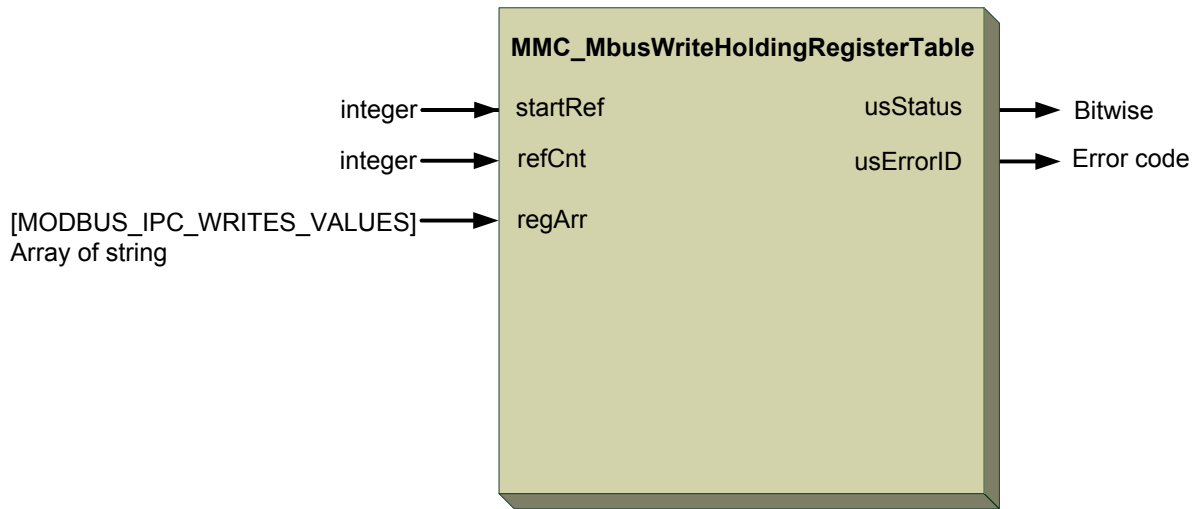 MMC_MbusWriteHoldingRegisterTable
integer startRef usStatus Bitwise
integer refCnt usErrorID Error code
[MODBUS_IPC_WRITES_VALUES] regArr
Array of string